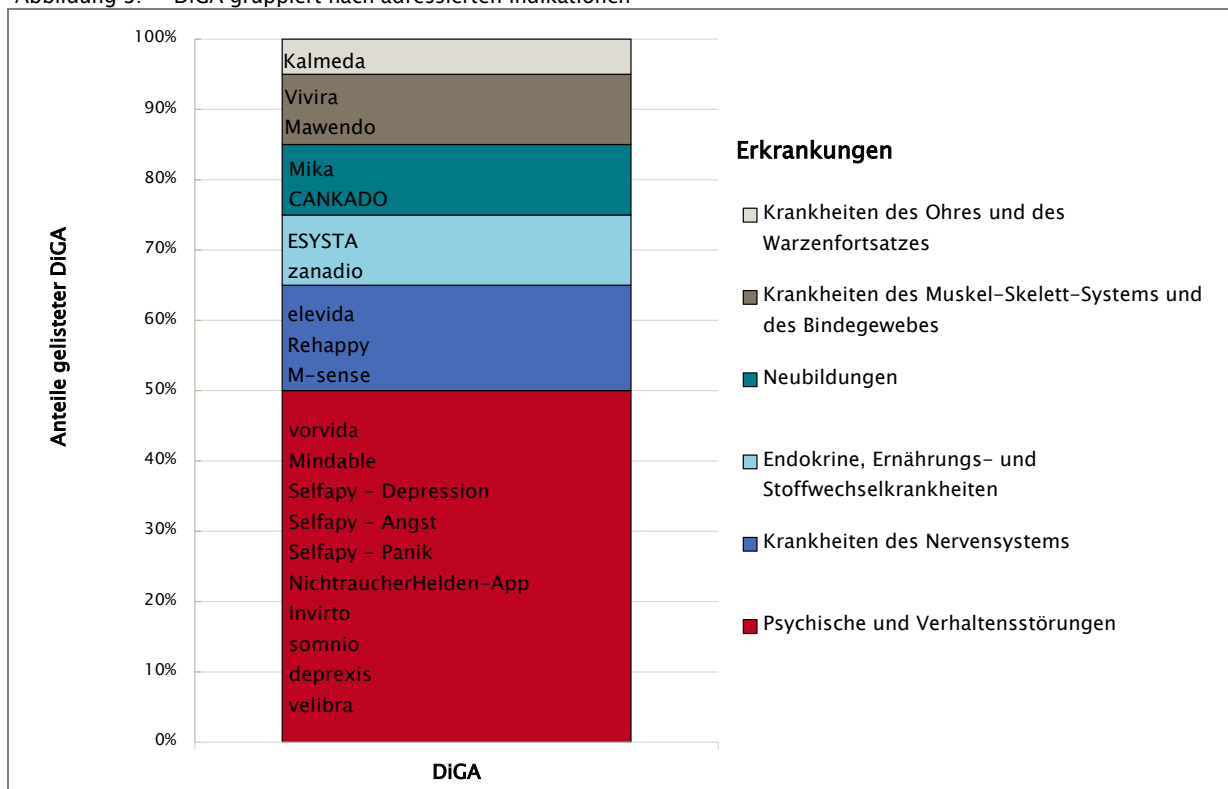 Abbildung 3: DiGA gruppiert nach adressierten Indikationen
100%
90%
80%
70%
60%
50%
40%
30%
20%
10%
0%
Anteile gelisteter DiGA
Kalmeda
Vivira
Mawendo
Mika
CANKADO
ESYSTA
zanadio
elevida
Rehappy
M-sense
vorvida
Mindable
Selfapy - Depression
Selfapy - Angst
Selfapy - Panik
NichtraucherHelden-App
Invirto
somnio
deprexis
velibra
DiGA
Erkrankungen
Krankheiten des Ohres und des
Warzenfortsatzes
Krankheiten des Muskel-Skelett-Systems und
des Bindegewebes
Neubildungen
Endokrine, Ernährungs- und
Stoffwechselkrankheiten
Krankheiten des Nervensystems
Psychische und Verhaltensstörungen